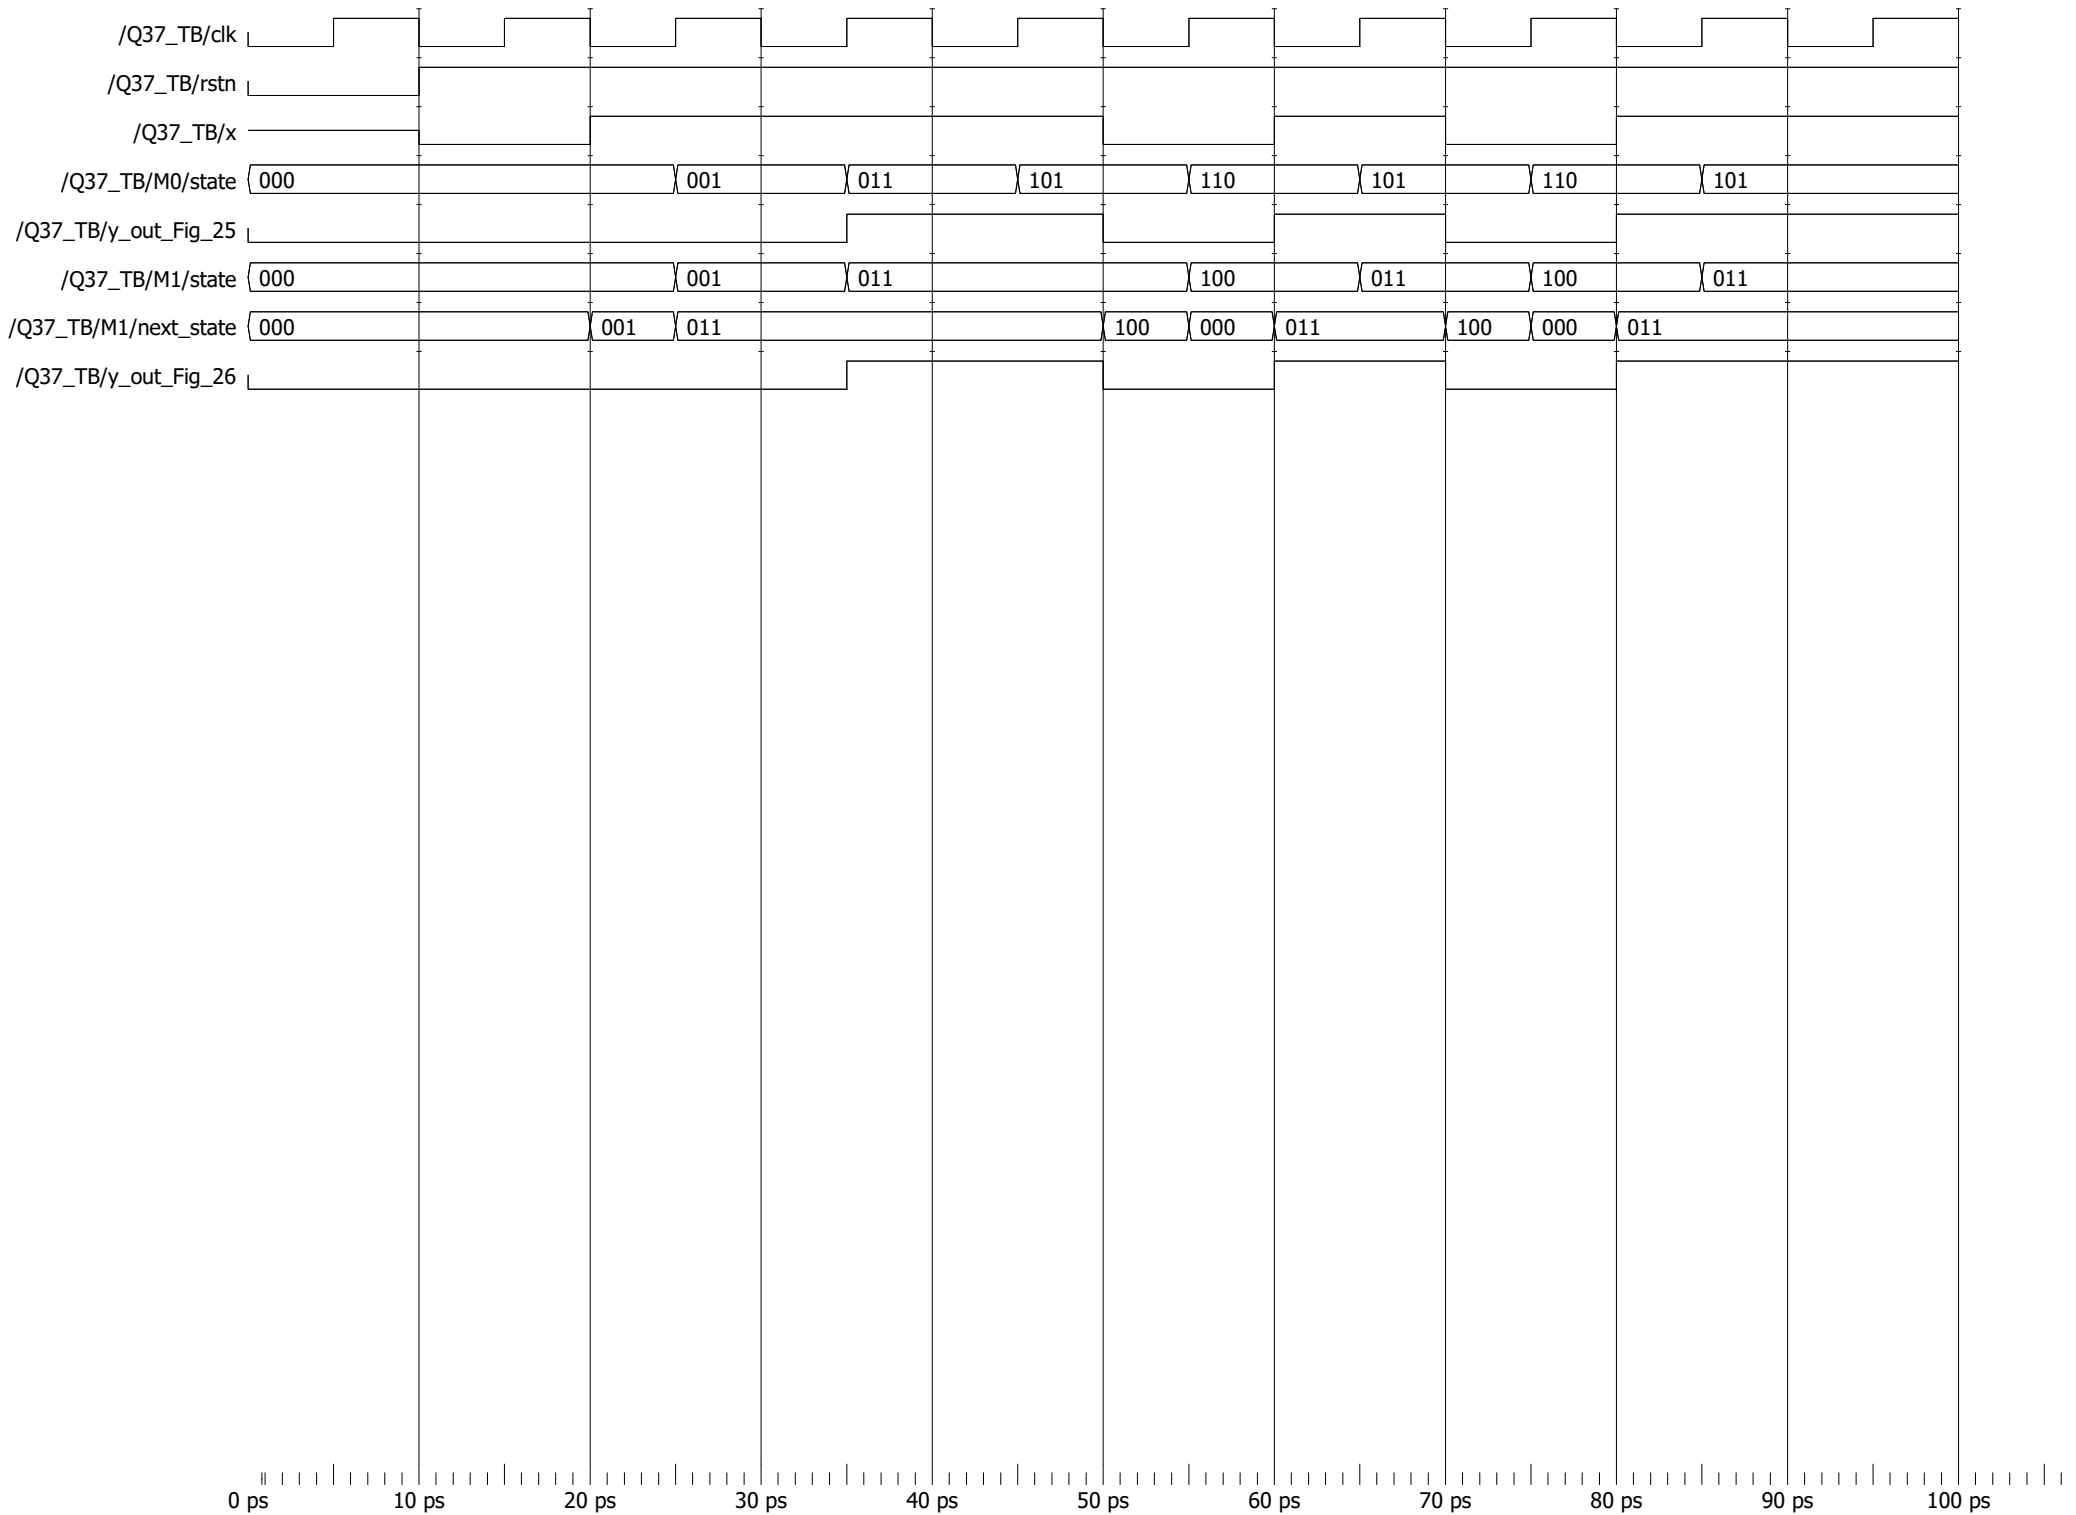 /Q37_TB/clk
/Q37_TB/rstn
/Q37_TB/x
/Q37_TB/M0/state 000 001 011 101 110 101 110 101
/Q37_TB/y_out_Fig_25
/Q37_TB/M1/state 000 001 011 100 011 100 011
/Q37_TB/M1/next_state 000 001 011 100 000 011 100 000 011
/Q37_TB/y_out_Fig_26
0 ps 10 ps 20 ps 30 ps 40 ps 50 ps 60 ps 70 ps 80 ps 90 ps 100 ps